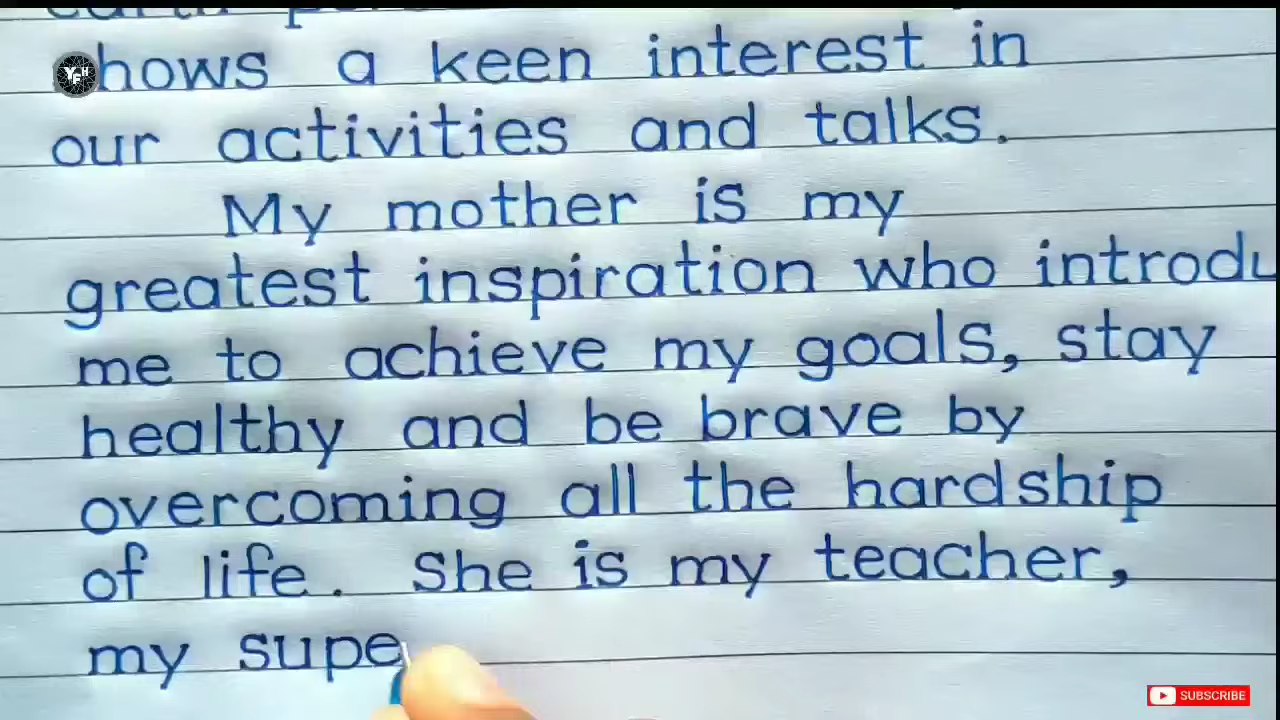 hows a keen interest in
our activities and talks.
My mother is my
greatest inspiration who introdu
me to achieve my goals, stay
healthy and be brave by
overcoming all the hardship
of life. She is my teacher,
my supe
SUBSCRIBE